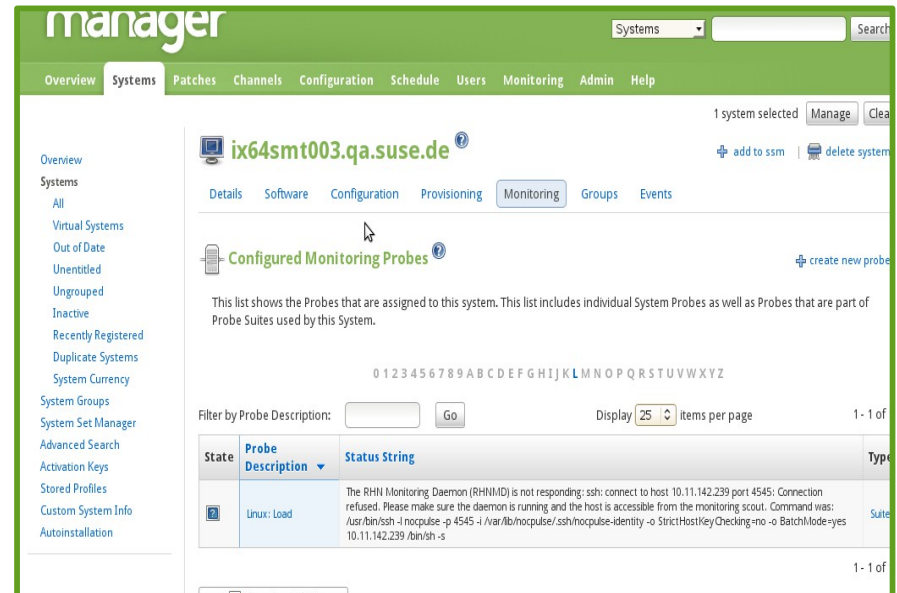 manager
Systems
Search
Overview Systems Patches Channels Configuration Schedule Users Monitoring Admin Help
1 system selected Manage Clea
ix64smt003.qa.suse.de
add to ssm | delete system
Details Software Configuration Provisioning Monitoring Groups Events
Overview
Systems
All
Virtual Systems
Out of Date
Unentitled
Ungrouped
Inactive
Recently Registered
Duplicate Systems
System Currency
System Groups
System Set Manager
Advanced Search
Activation Keys
Stored Profiles
Custom System Info
Autoinstallation
Configured Monitoring Probes
create new probe
This list shows the Probes that are assigned to this system. This list includes individual System Probes as well as Probes that are part of
Probe Suites used by this System.
0 1 2 3 4 5 6 7 8 9 A B C D E F G H I J K L M N O P Q R S T U V W X Y Z
Filter by Probe Description: Go Display 25 items per page 1 - 1 of
State Probe Description Status String Type
Linux: Load
The RHN Monitoring Daemon (RHNMD) is not responding: ssh: connect to host 10.11.142.239 port 4545: Connection
refused. Please make sure the daemon is running and the host is accessible from the monitoring scout. Command was:
/usr/bin/ssh -l nocpulse -p 4545 -i /var/lib/nocpulse/.ssh/nocpulse-identity -o StrictHostKeyChecking=no -o BatchMode=yes
10.11.142.239 /bin/sh -s
Suite
1 - 1 of